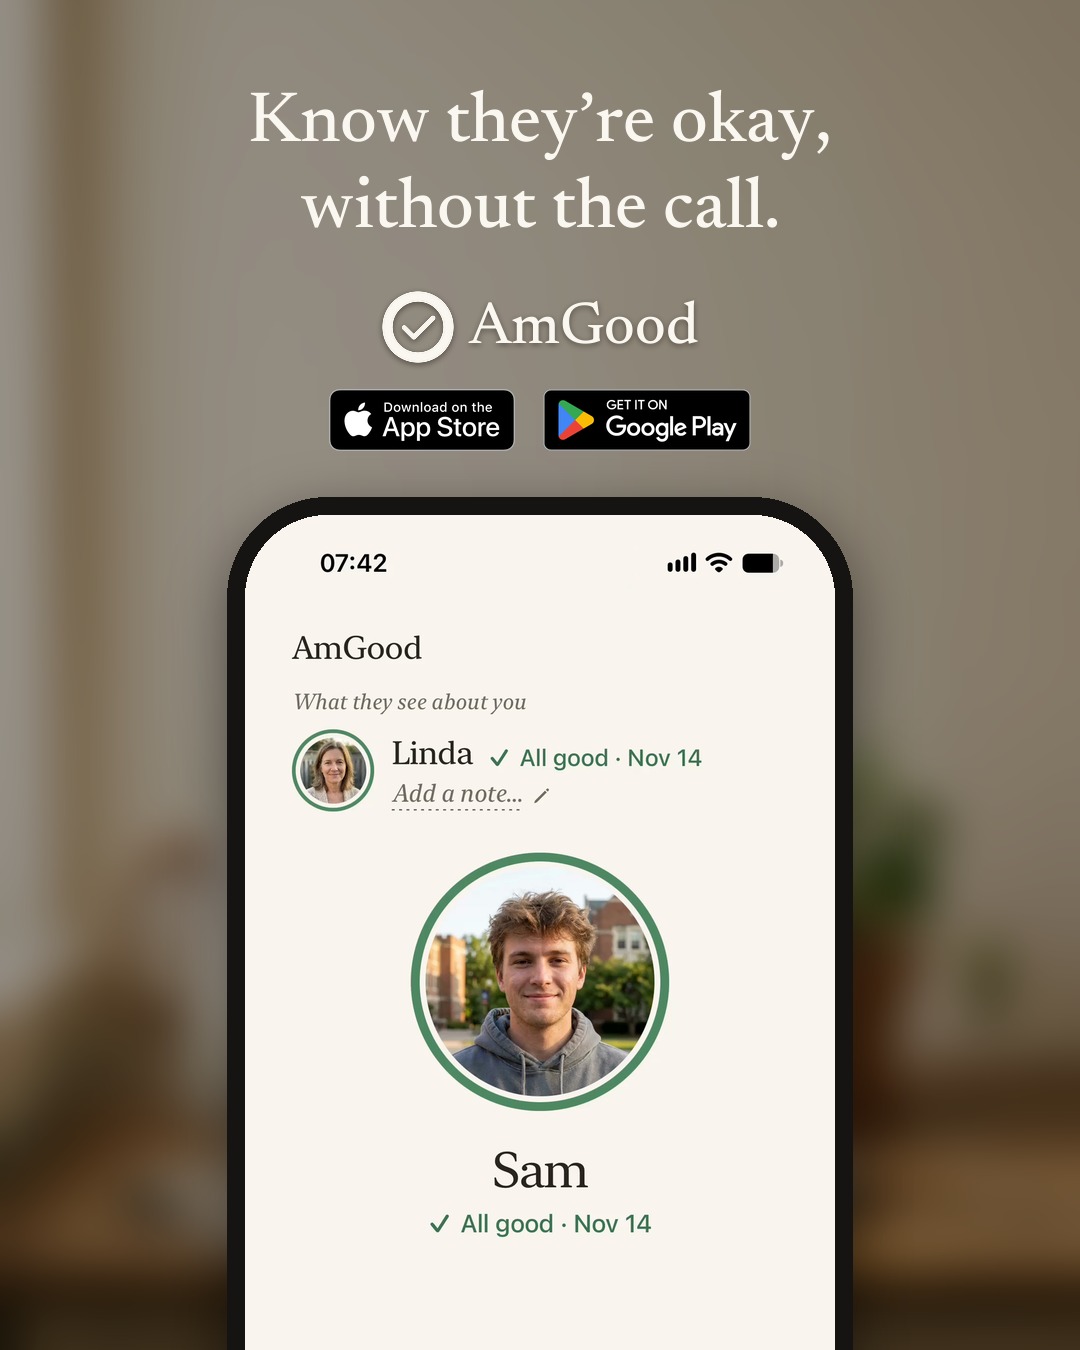 Know they’re okay,
without the call.
AmGood
Download on the
App Store
GET IT ON
Google Play
07:42
AmGood
What they see about you
Linda ✓ All good · Nov 14
Add a note...
Sam
✓ All good · Nov 14